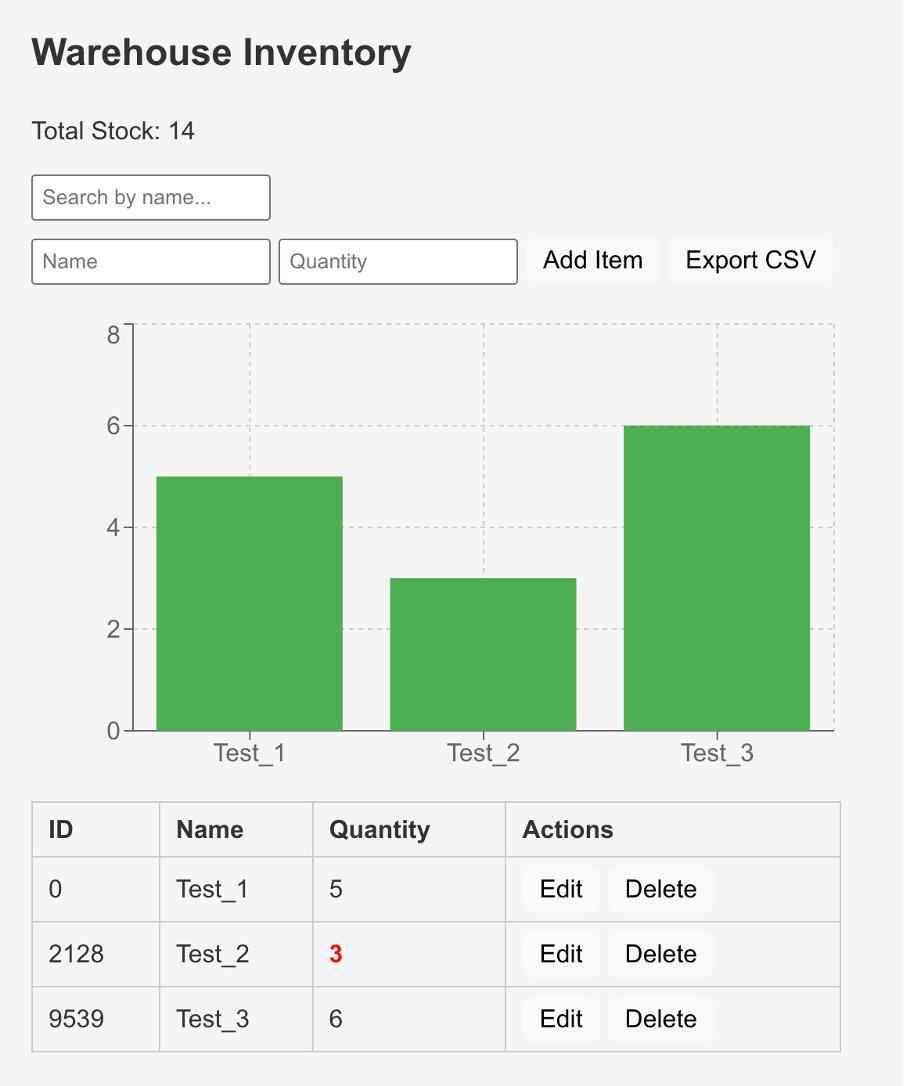 Warehouse Inventory
Total Stock: 14
Search by name...
Name Quantity Add Item Export CSV
8
6
4
2
0
Test_1 Test_2 Test_3
ID Name Quantity Actions
0 Test_1 5 Edit Delete
2128 Test_2 3 Edit Delete
9539 Test_3 6 Edit Delete